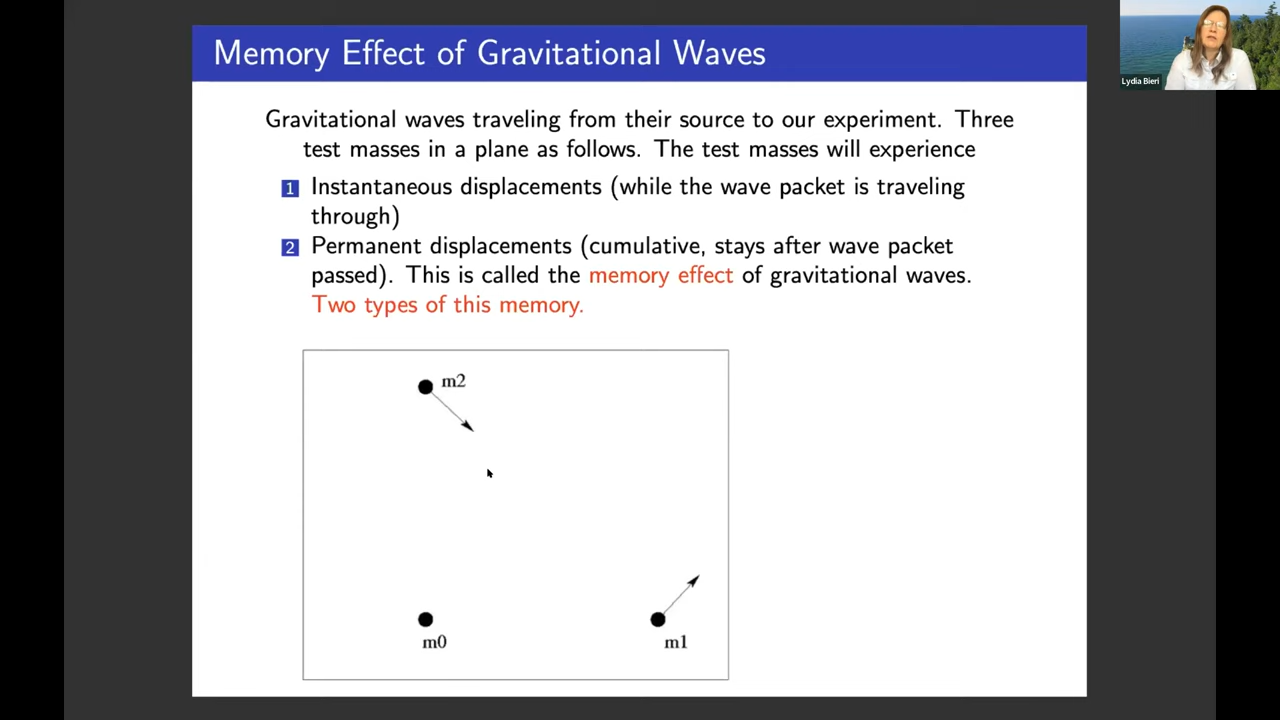 Memory Effect of Gravitational Waves
Lydia Bieri
Gravitational waves traveling from their source to our experiment. Three
test masses in a plane as follows. The test masses will experience
1 Instantaneous displacements (while the wave packet is traveling
through)
2 Permanent displacements (cumulative, stays after wave packet
passed). This is called the memory effect of gravitational waves.
Two types of this memory.
m2
m0
m1